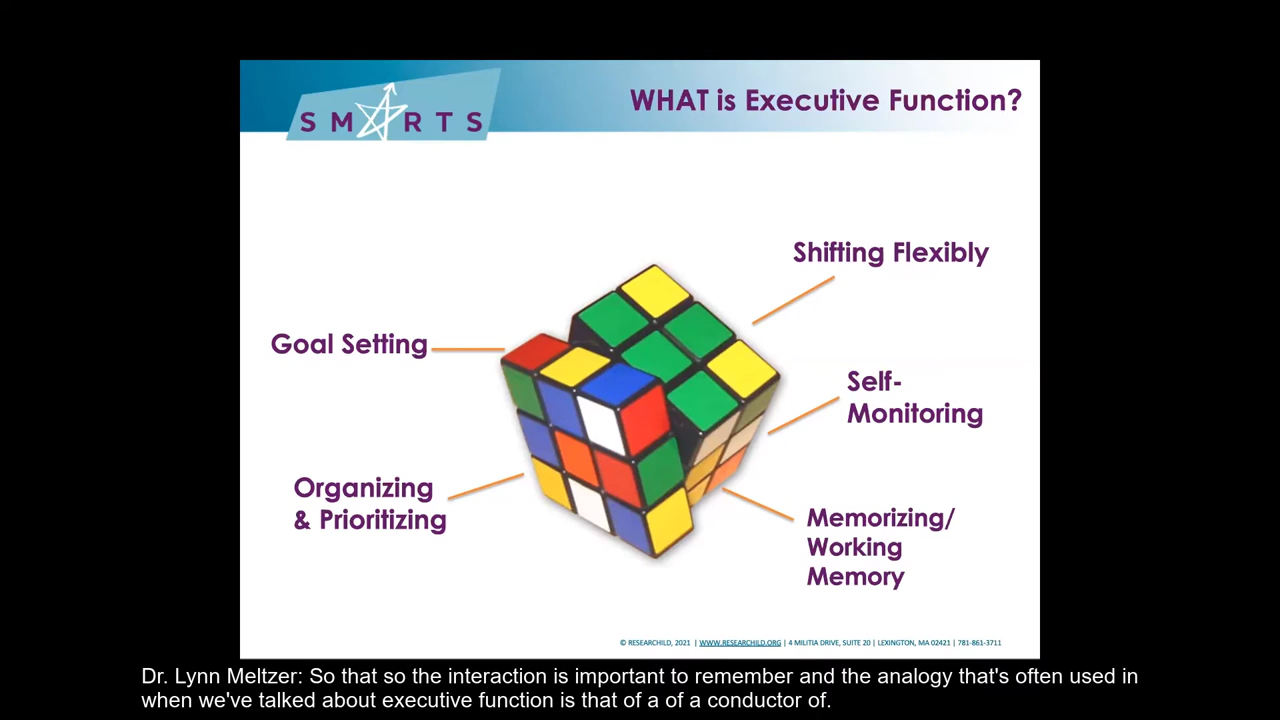 SMARTS
WHAT is Executive Function?
Shifting Flexibly
Goal Setting
Self-
Monitoring
Organizing
& Prioritizing
Memorizing/
Working
Memory
© RESEARCHILD, 2021 | WWW.RESEARCHILD.ORG | 4 MILITIA DRIVE, SUITE 20 | LEXINGTON, MA 02421 | 781-861-3711
Dr. Lynn Meltzer: So that so the interaction is important to remember and the analogy that's often used in
when we've talked about executive function is that of a of a conductor of.